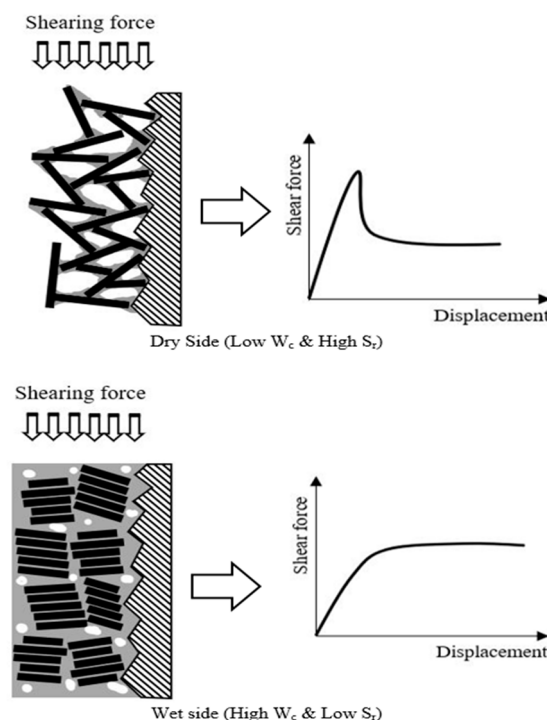 Shearing force
Shear force
Displacement
Dry Side (Low Wc & High Sr)
Shearing force
Shear force
Displacement
Wet side (High Wc & Low Sr)